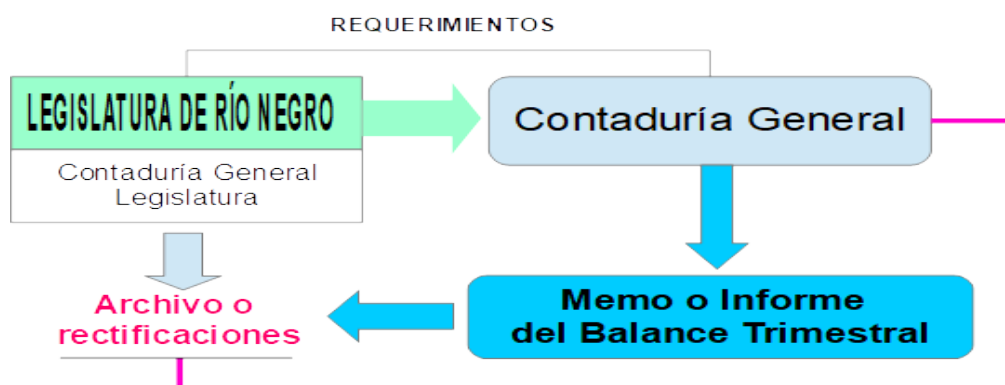 REQUERIMIENTOS
LEGISLATURA DE RÍO NEGRO
Contaduría General
Legislatura
Contaduría General
Archivo o
rectificaciones
Memo o Informe
del Balance Trimestral